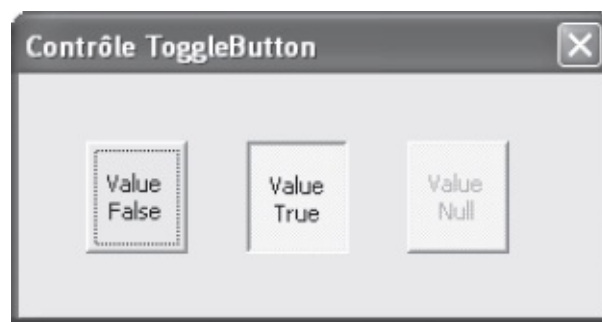 Contrôle ToggleButton
Value
False
Value
True
Value
Null